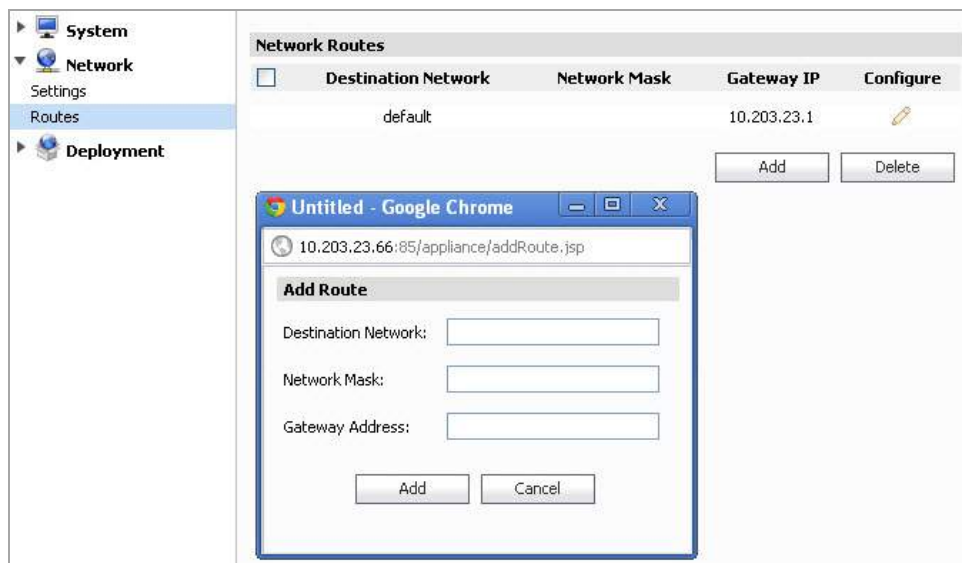 System
Network
Settings
Routes
Deployment
Network Routes
Destination Network Network Mask Gateway IP Configure
default 10.203.23.1
Add Delete
Untitled - Google Chrome
10.203.23.66:85/appliance/addRoute.jsp
Add Route
Destination Network:
Network Mask:
Gateway Address:
Add Cancel